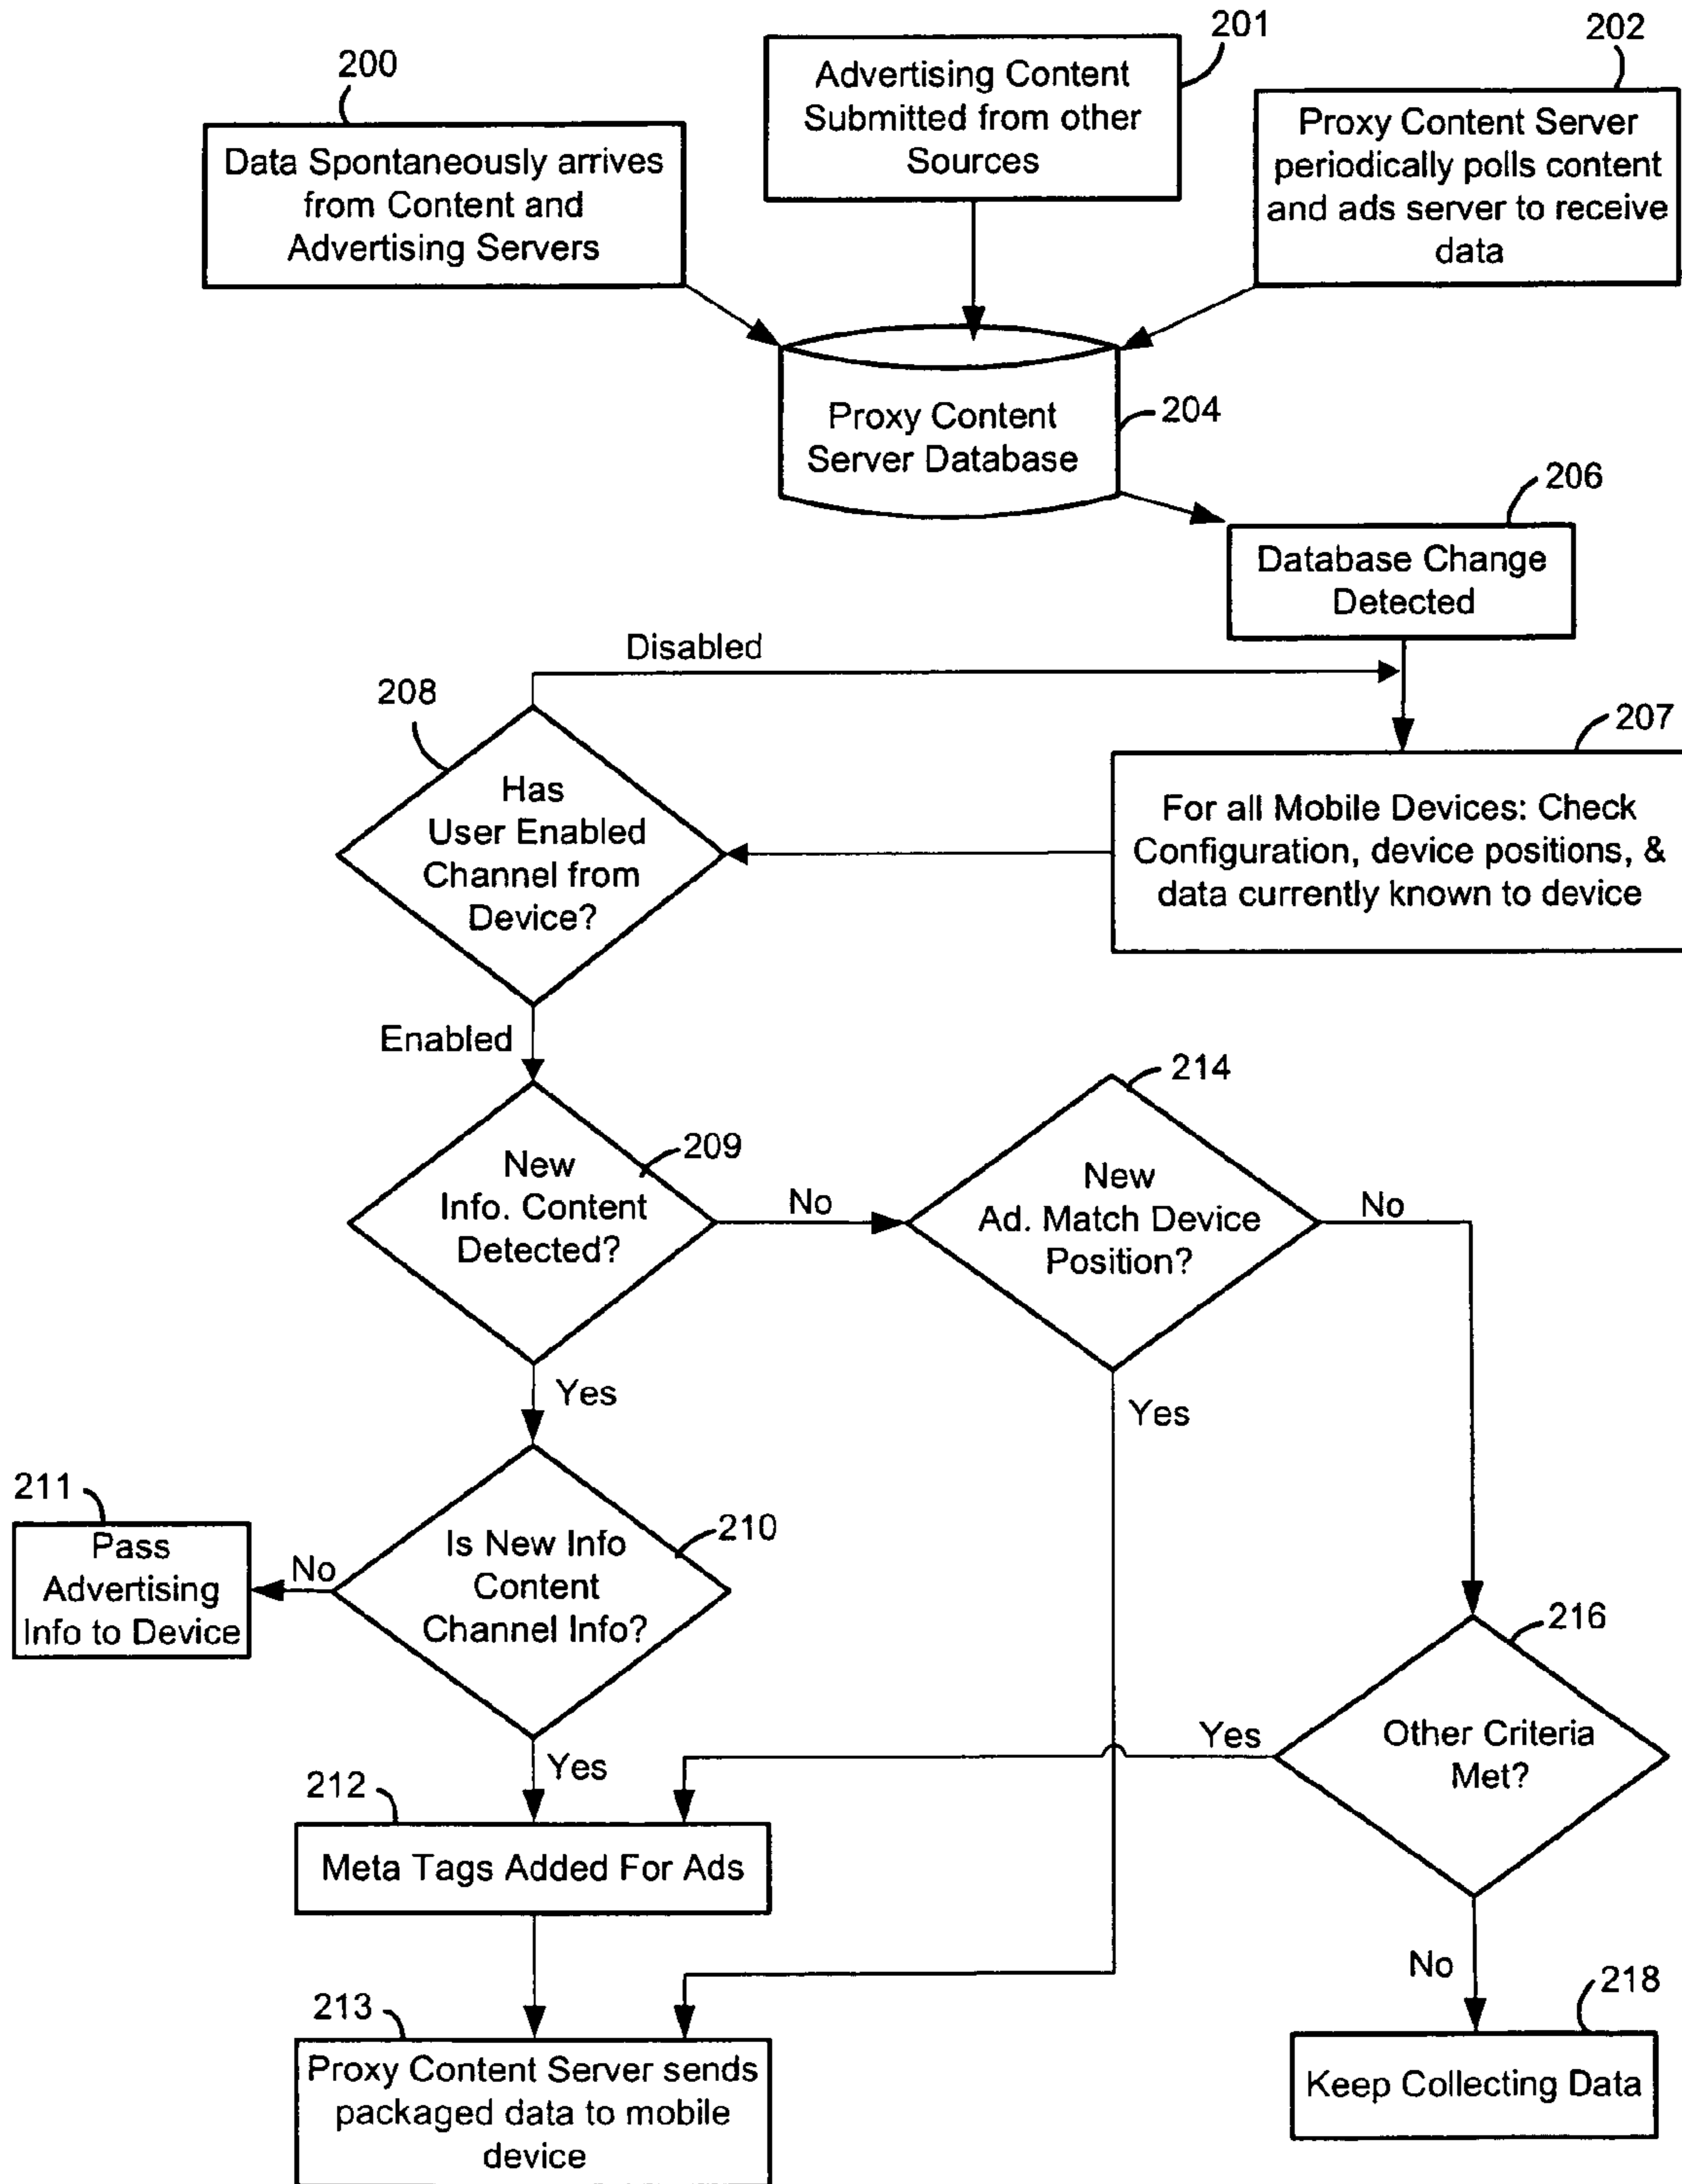 200
Data Spontaneously arrives
from Content and
Advertising Servers
201
Advertising Content
Submitted from other
Sources
202
Proxy Content Server
periodically polls content
and ads server to receive
data
Proxy Content
Server Database
204
206
Database Change
Detected
Disabled
208
Has
User Enabled
Channel from
Device?
207
For all Mobile Devices: Check
Configuration, device positions, &
data currently known to device
Enabled
209
New
Info. Content
Detected?
No
214
New
Ad. Match Device
Position?
No
Yes
Yes
211
Pass
Advertising
Info to Device
No
210
Is New Info
Content
Channel Info?
216
Other Criteria
Met?
Yes
Yes
212
Meta Tags Added For Ads
No
213
Proxy Content Server sends
packaged data to mobile
device
218
Keep Collecting Data